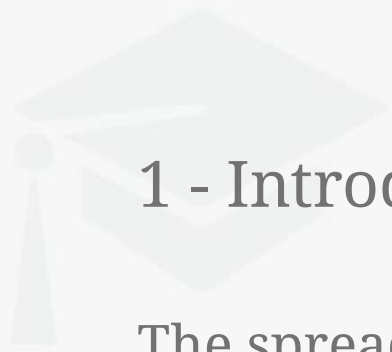 1 - Introd
The spread